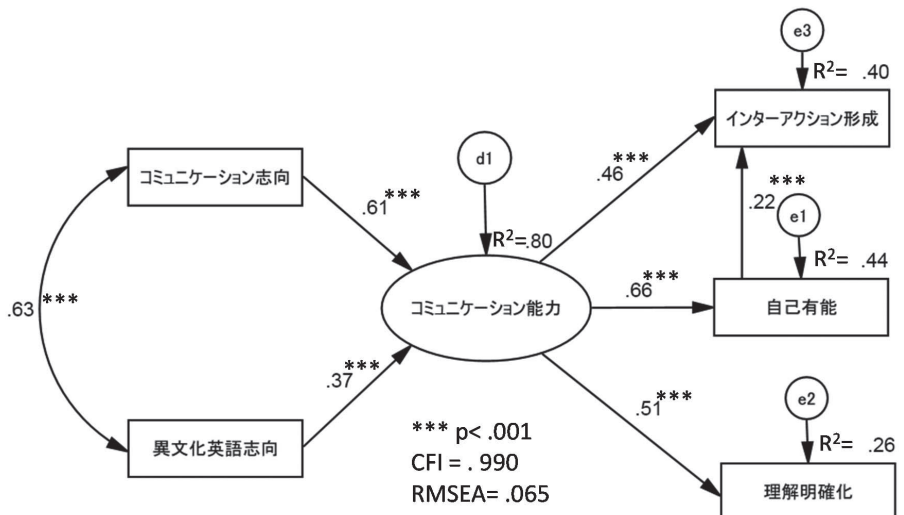 e3
R²= .40
インターアクション形成
d1
コミュニケーション志向
.46***
***
.22
e1
.61***
R²=.80
R²= .44
コミュニケーション能力
.66***
自己有能
.63 ***
.37***
.51***
e2
*** p< .001
R²= .26
異文化英語志向
CFI = . 990
RMSEA= .065
理解明確化